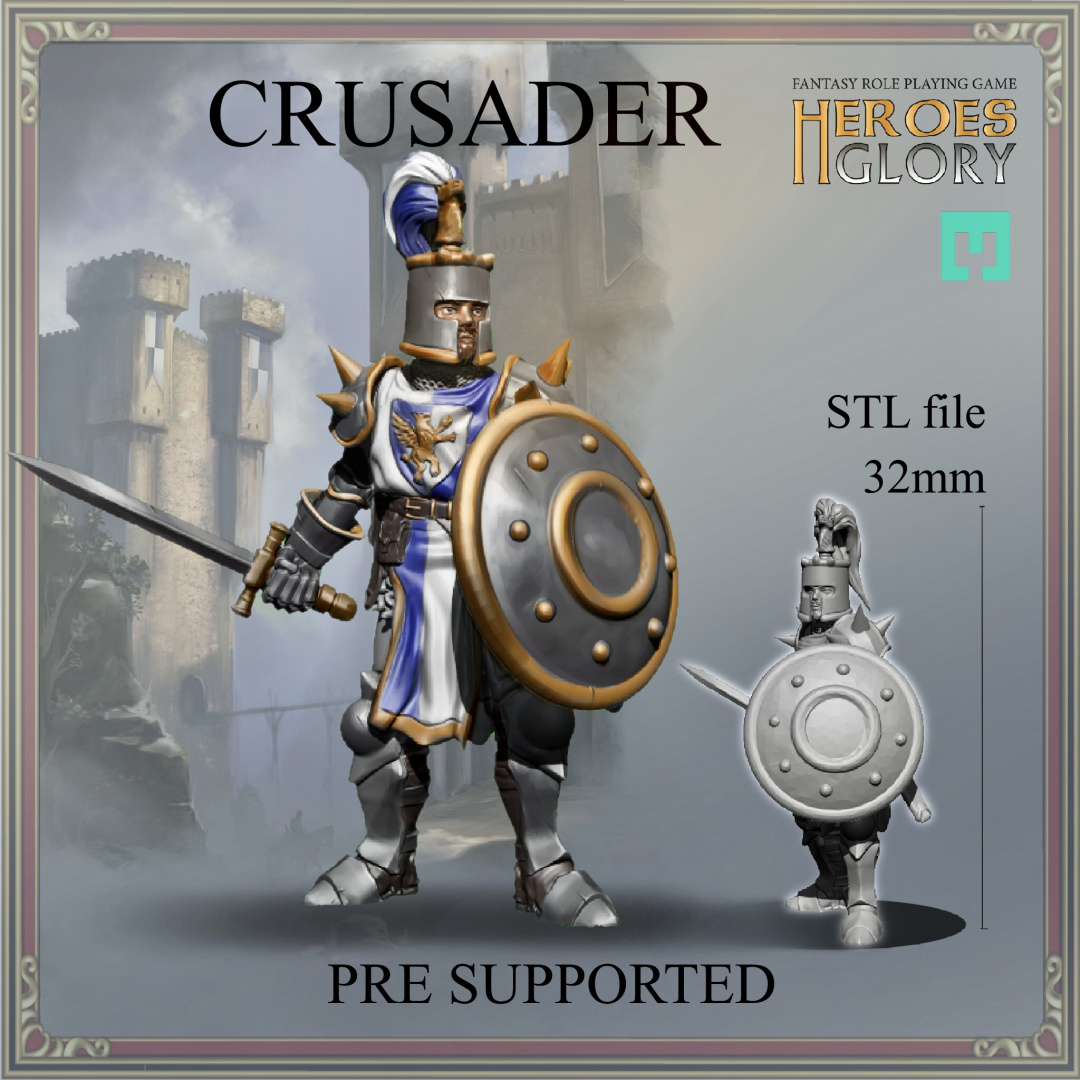 CRUSADER
FANTASY ROLE PLAYING GAME
HEROES
GLORY
STL file
32mm
PRE SUPPORTED